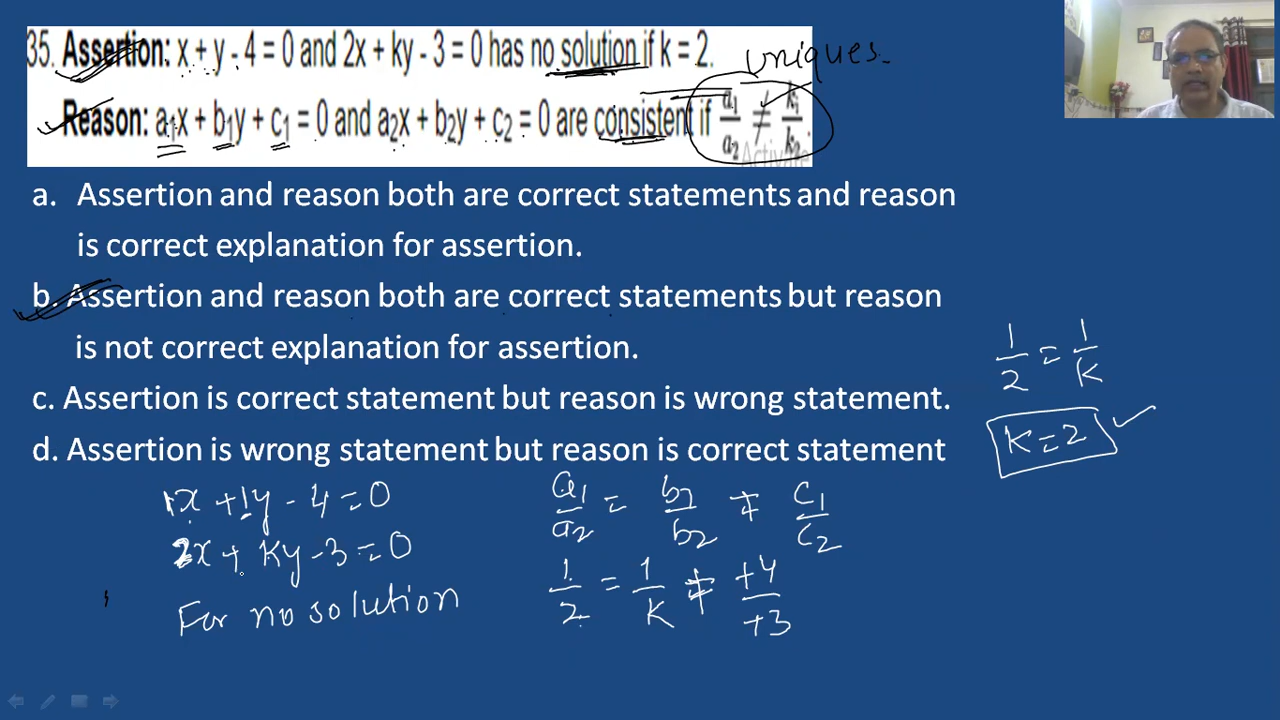 35. Assertion: x + y - 4 = 0 and 2x + ky - 3 = 0 has no solution if k = 2.
uniques.
Reason: a1x + b1y + c1 = 0 and a2x + b2y + c2 = 0 are consistent if a1/a2 ≠ k1/k2.
a. Assertion and reason both are correct statements and reason
is correct explanation for assertion.
b. Assertion and reason both are correct statements but reason
is not correct explanation for assertion.
c. Assertion is correct statement but reason is wrong statement.
d. Assertion is wrong statement but reason is correct statement
1x + 1y - 4 = 0
2x + ky - 3 = 0
For no solution
a1/a2 = b1/b2 ≠ c1/c2
1/2 = 1/k ≠ +4/+3
1/2 = 1/k
k = 2